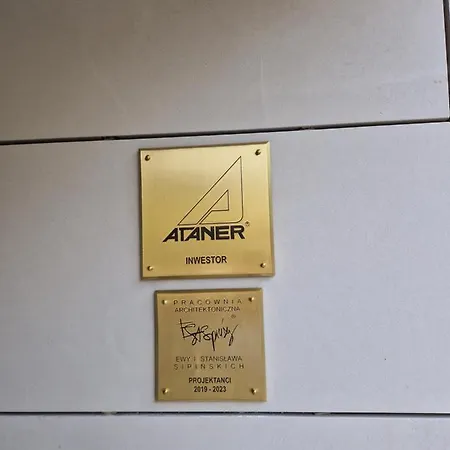 ATANER®
INWESTOR
PRACOWNIA
ARCHITEKTONICZNA
EWY I STANISŁAWA
SIPIŃSKICH
PROJEKTANCI
2019 - 2023